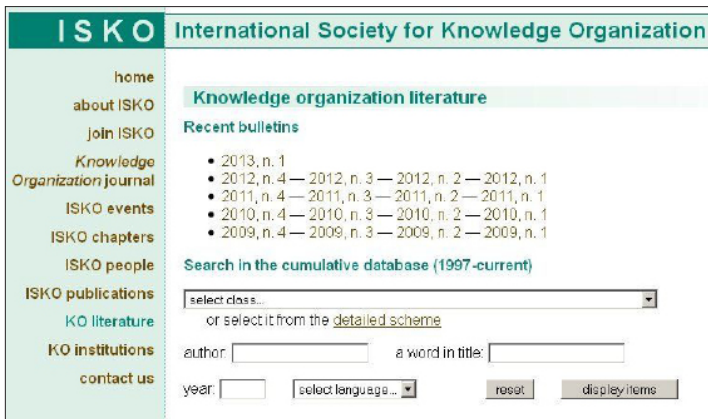 ISKO International Society for Knowledge Organization
home
about ISKO
join ISKO
Knowledge
Organization journal
ISKO events
ISKO chapters
ISKO people
ISKO publications
KO literature
KO institutions
contact us
Knowledge organization literature
Recent bulletins
• 2013, n. 1
• 2012, n. 4 — 2012, n. 3 — 2012, n. 2 — 2012, n. 1
• 2011, n. 4 — 2011, n. 3 — 2011, n. 2 — 2011, n. 1
• 2010, n. 4 — 2010, n. 3 — 2010, n. 2 — 2010, n. 1
• 2009, n. 4 — 2009, n. 3 — 2009, n. 2 — 2009, n. 1
Search in the cumulative database (1997-current)
select class...
or select it from the detailed scheme
author: a word in title:
year: select language... reset display items